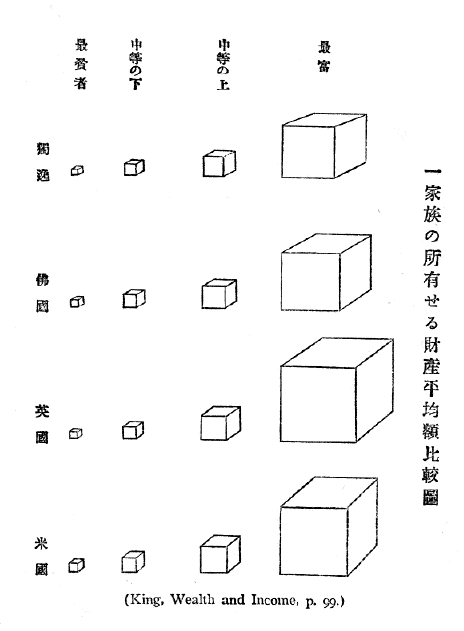 一家族の所有せる財産平均額比較圖
最富
中等の上
中等の下
最貧者
獨逸
佛國
英國
米國
(King, Wealth and Income, p. 99.)